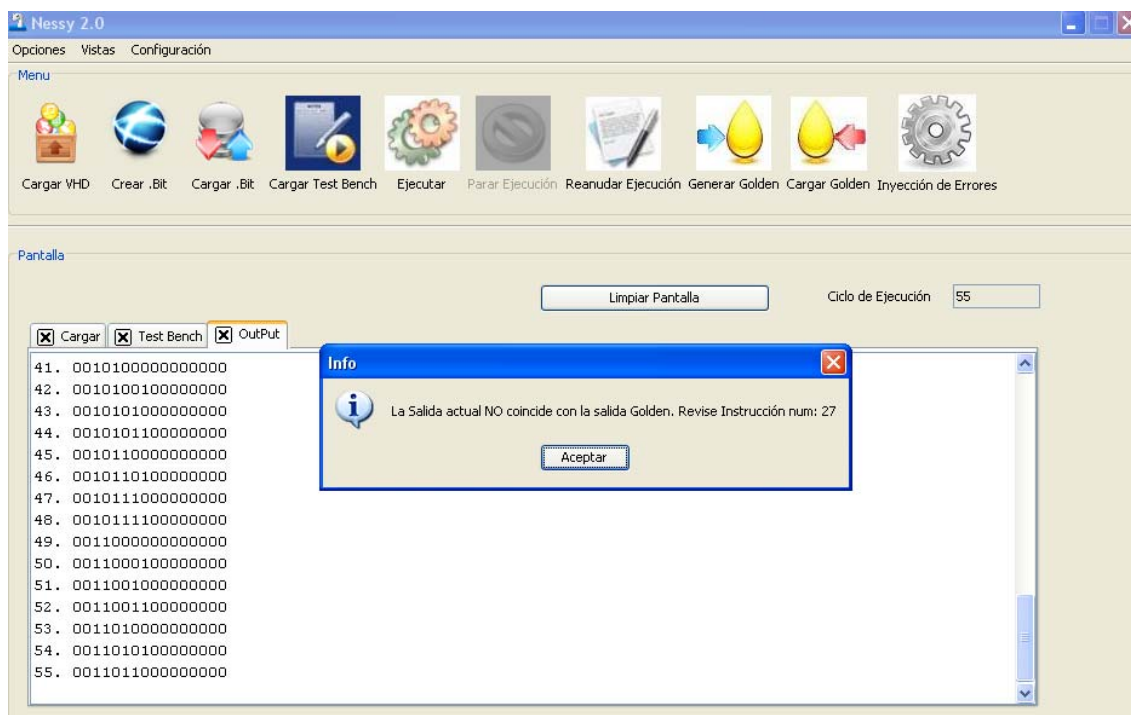 Nessy 2.0
Opciones Vistas Configuración
Menu
Cargar VHD Crear .Bit Cargar .Bit Cargar Test Bench Ejecutar Parar Ejecución Reanudar Ejecución Generar Golden Cargar Golden Inyección de Errores
Pantalla
Limpiar Pantalla Ciclo de Ejecución 55
Cargar Test Bench OutPut
41. 0010100000000000
42. 0010100100000000
43. 0010101000000000
44. 0010101100000000
45. 0010110000000000
46. 0010110100000000
47. 0010111000000000
48. 0010111100000000
49. 0011000000000000
50. 0011000100000000
51. 0011001000000000
52. 0011001100000000
53. 0011010000000000
54. 0011010100000000
55. 0011011000000000
Info
La Salida actual NO coincide con la salida Golden. Revise Instrucción num: 27
Aceptar